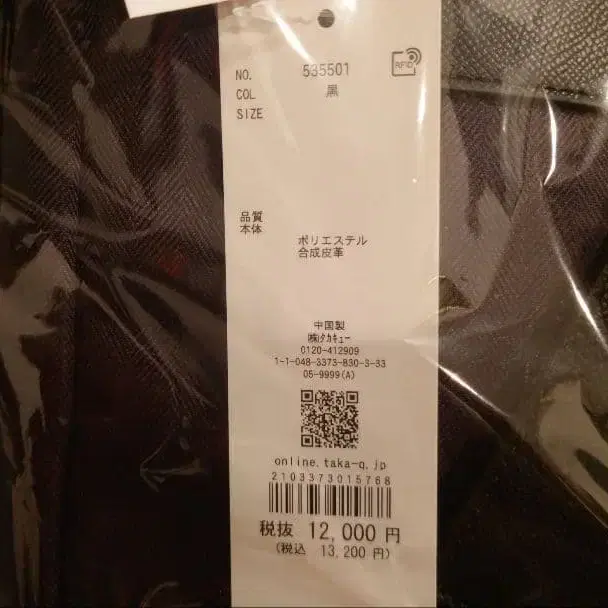 NO. 535501
RFID
COL 黒
SIZE
品質
本体
ポリエステル
合成皮革
中国製
㈱タカキュー
0120-412909
1-1-048-3373-830-3-33
05-9999(A)
online.taka-q.jp
2103373015768
税抜 12,000 円
(税込 13,200 円)